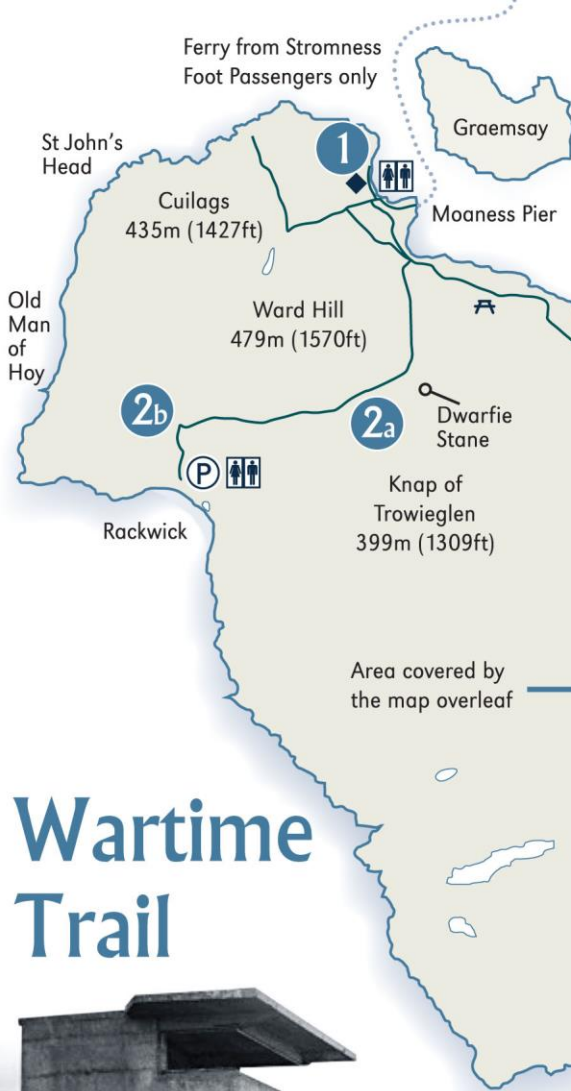 Ferry from Stromness
Foot Passengers only
Graemsay
St John's
Head
1
Cuilags
435m (1427ft)
Moaness Pier
Old
Man
of
Hoy
Ward Hill
479m (1570ft)
2b
2a
Dwarfie
Stane
P
Knap of
Trowieglen
399m (1309ft)
Rackwick
Area covered by
the map overleaf
Wartime
Trail